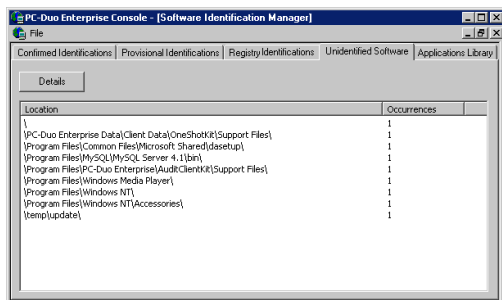 PC-Duo Enterprise Console - [Software Identification Manager]
File
Confirmed Identifications Provisional Identifications Registry Identifications Unidentified Software Applications Library
Details
Location Occurrences
\ 1
\PC-Duo Enterprise Data\Client Data\OneShotKit\Support Files\ 1
\Program Files\Common Files\Microsoft Shared\dasetup\ 1
\Program Files\MySQL\MySQL Server 4.1\bin\ 1
\Program Files\PC-Duo Enterprise\AuditClientKit\Support Files\ 1
\Program Files\Windows Media Player\ 1
\Program Files\Windows NT\ 1
\Program Files\Windows NT\Accessories\ 1
\temp\update\ 1